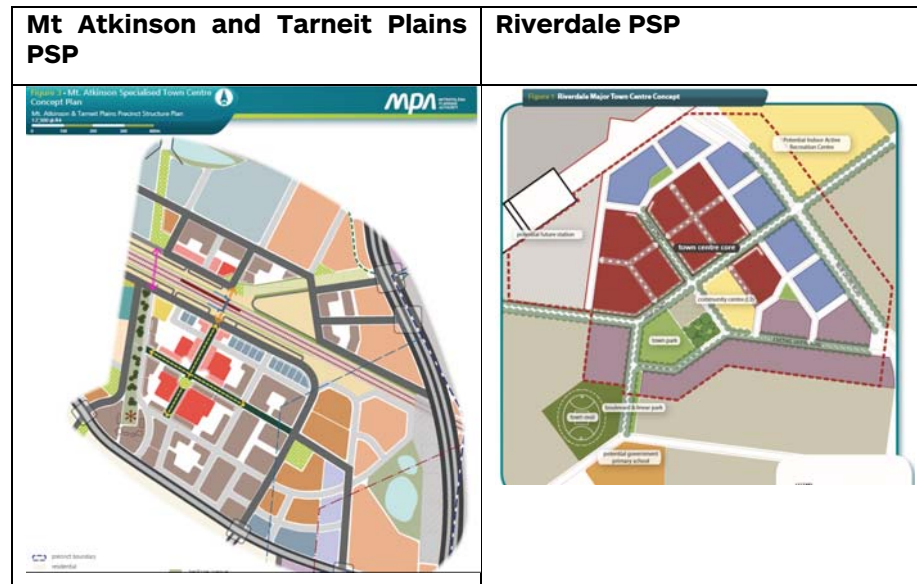 Mt Atkinson and Tarneit Plains
PSP
Riverdale PSP
Figure 3 - Mt. Atkinson Specialised Town Centre
Concept Plan
Mt. Atkinson & Tarneit Plains Precinct Structure Plan
MPA METROPOLITAN
PLANNING
AUTHORITY
precinct boundary
residential
Figure 1 Riverdale Major Town Centre Concept
Potential Indoor Active
Recreation Centre
potential future station
town centre core
community centre (L3)
town park
boulevard & linear park
town oval
potential government
primary school